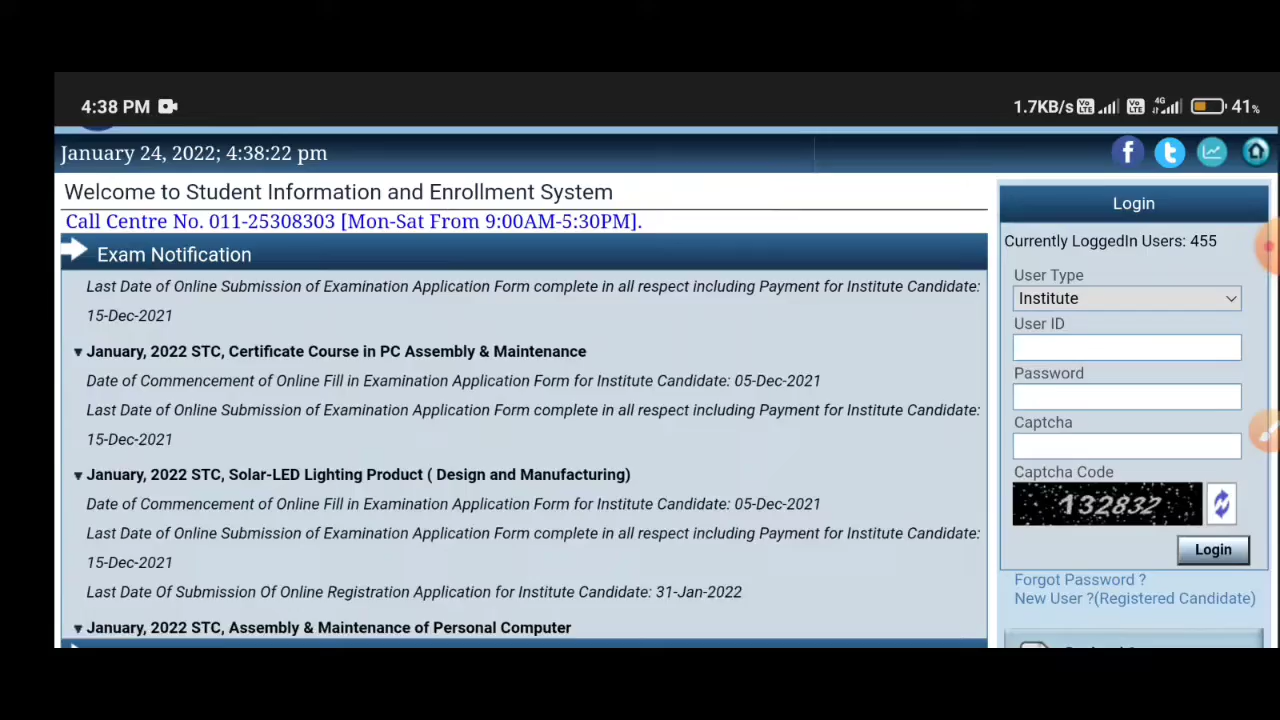 4:38 PM
1.7KB/s
4G
41%
January 24, 2022; 4:38:22 pm
Welcome to Student Information and Enrollment System
Call Centre No. 011-25308303 [Mon-Sat From 9:00AM-5:30PM].
Exam Notification
Last Date of Online Submission of Examination Application Form complete in all respect including Payment for Institute Candidate:
15-Dec-2021
January, 2022 STC, Certificate Course in PC Assembly & Maintenance
Date of Commencement of Online Fill in Examination Application Form for Institute Candidate: 05-Dec-2021
Last Date of Online Submission of Examination Application Form complete in all respect including Payment for Institute Candidate:
15-Dec-2021
January, 2022 STC, Solar-LED Lighting Product ( Design and Manufacturing)
Date of Commencement of Online Fill in Examination Application Form for Institute Candidate: 05-Dec-2021
Last Date of Online Submission of Examination Application Form complete in all respect including Payment for Institute Candidate:
15-Dec-2021
Last Date Of Submission Of Online Registration Application for Institute Candidate: 31-Jan-2022
January, 2022 STC, Assembly & Maintenance of Personal Computer
Login
Currently LoggedIn Users: 455
User Type
Institute
User ID
Password
Captcha
Captcha Code
132832
Login
Forgot Password ?
New User ?(Registered Candidate)